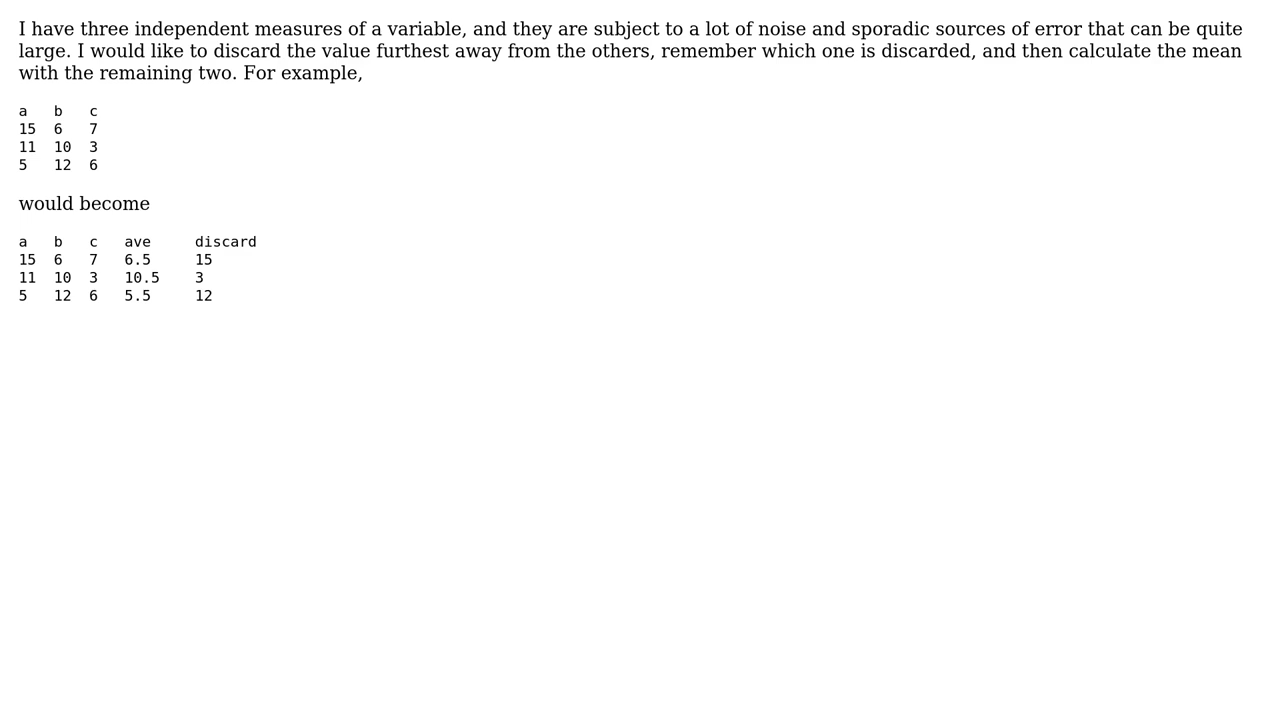 I have three independent measures of a variable, and they are subject to a lot of noise and sporadic sources of error that can be quite
large. I would like to discard the value furthest away from the others, remember which one is discarded, and then calculate the mean
with the remaining two. For example,
a   b   c
15  6   7
11  10  3
5   12  6
would become
a   b   c   ave     discard
15  6   7   6.5     15
11  10  3   10.5    3
5   12  6   5.5     12